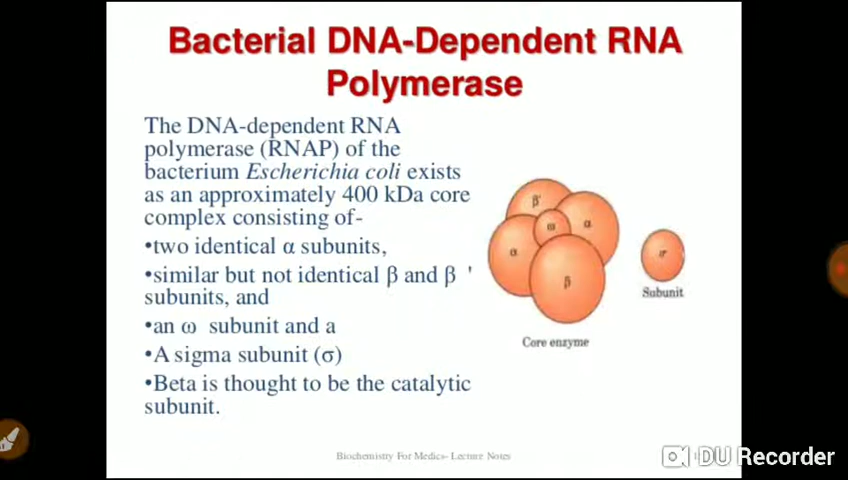 Bacterial DNA-Dependent RNA
Polymerase
The DNA-dependent RNA
polymerase (RNAP) of the
bacterium Escherichia coli exists
as an approximately 400 kDa core
complex consisting of-
•two identical α subunits,
•similar but not identical β and β '
subunits, and
•an ω subunit and a
•A sigma subunit (σ)
•Beta is thought to be the catalytic
subunit.
β'
ω
α
α
β
σ
Subunit
Core enzyme
Biochemistry For Medics- Lecture Notes
DU Recorder